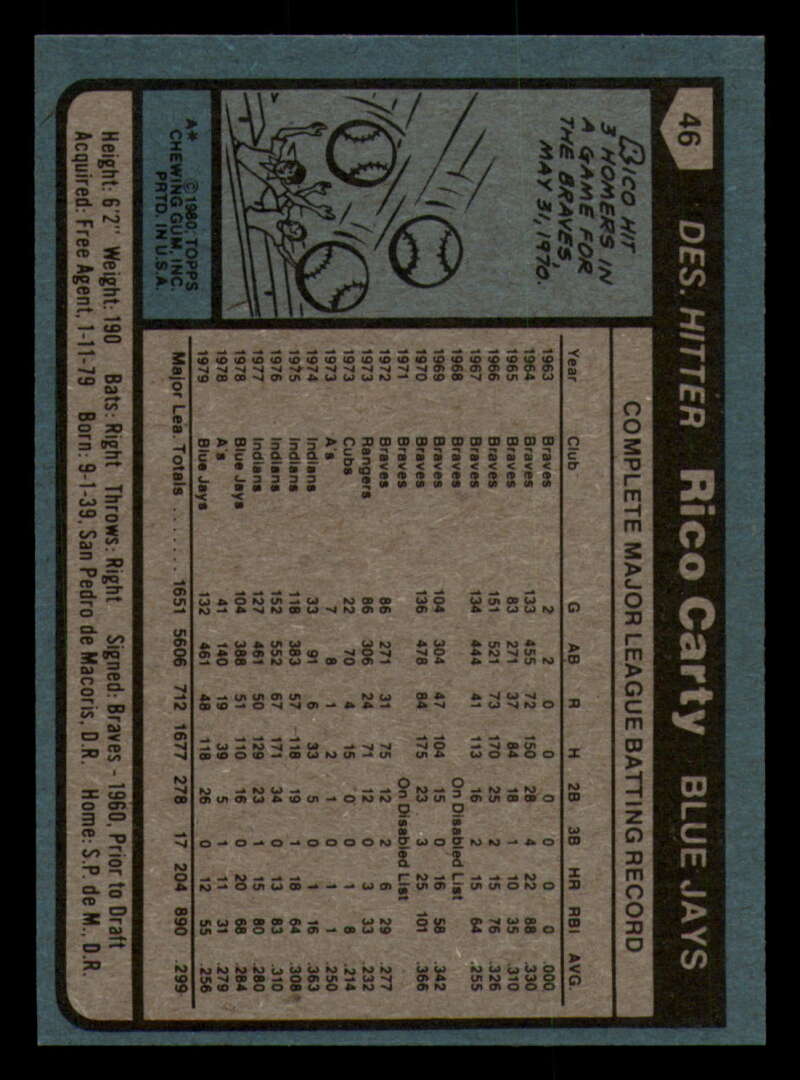 46
DES. HITTER Rico Carty BLUE JAYS
RICO HIT
3 HOMERS IN
A GAME FOR
THE BRAVES,
MAY 31, 1970.
A* © 1980 TOPPS
CHEWING GUM, INC.
PRTD. IN U.S.A.
COMPLETE MAJOR LEAGUE BATTING RECORD
Year Club G AB R H 2B 3B HR RBI AVG.
1963 Braves 2 2 0 0 0 0 0 0 .000
1964 Braves 133 455 72 150 28 4 22 88 .330
1965 Braves 83 271 37 84 18 1 10 35 .310
1966 Braves 151 521 73 170 25 2 15 76 .326
1967 Braves 134 444 41 113 16 2 15 64 .255
1968 Braves On Disabled List
1969 Braves 104 304 47 104 15 0 16 58 .342
1970 Braves 136 478 84 175 23 3 25 101 .366
1971 Braves On Disabled List
1972 Braves 86 271 31 75 12 2 6 29 .277
1973 Rangers 86 306 24 71 12 0 3 33 .232
1973 Cubs 22 70 4 15 0 0 1 8 .214
1973 A's 7 8 1 2 1 0 1 1 .250
1974 Indians 33 91 6 33 5 0 1 16 .363
1975 Indians 118 383 57 118 19 1 18 64 .308
1976 Indians 152 552 67 171 34 0 13 83 .310
1977 Indians 127 461 50 129 23 1 15 80 .280
1978 Blue Jays 104 388 51 110 16 0 20 68 .284
1978 A's 41 140 19 39 5 1 11 31 .279
1979 Blue Jays 132 461 48 118 26 0 12 55 .256
Major Lea. Totals ....... 1651 5606 712 1677 278 17 204 890 .299
Height: 6'2" Weight: 190 Bats: Right Throws: Right Signed: Braves - 1960, Prior to Draft
Acquired: Free Agent, 1-11-79 Born: 9-1-39, San Pedro de Macoris, D.R. Home: S.P. de M., D.R.